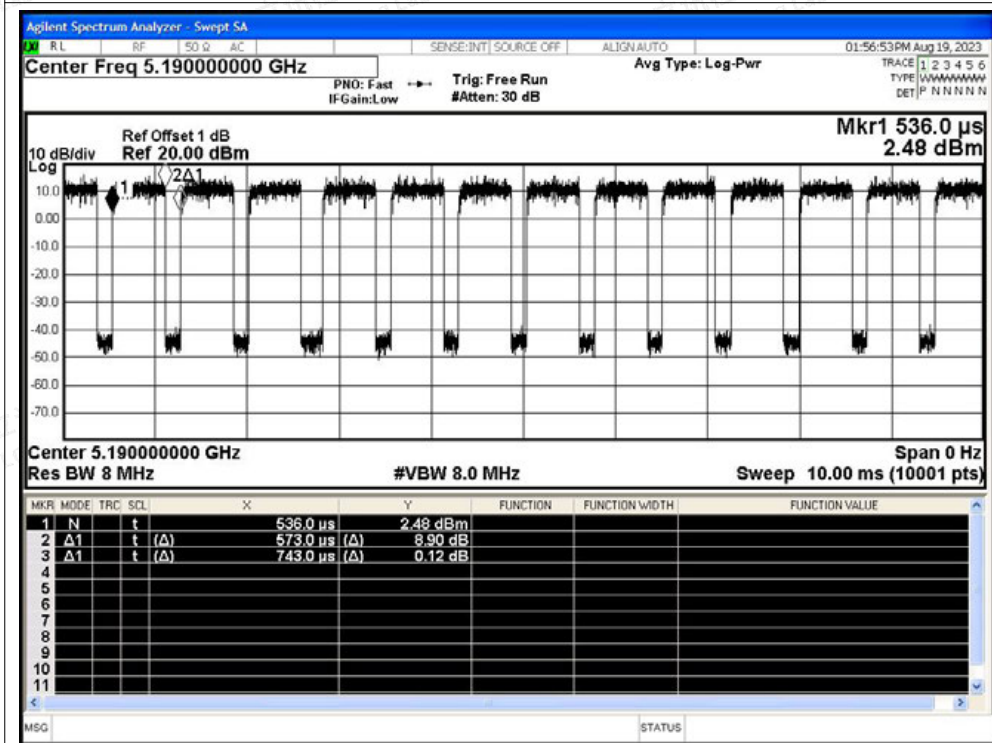 Agilent Spectrum Analyzer - Swept SA
LXI RL RF 50 Ω AC SENSE:INT SOURCE OFF ALIGN AUTO 01:56:53 PM Aug 19, 2023
Center Freq 5.190000000 GHz
PNO: Fast
IFGain:Low
Trig: Free Run
#Atten: 30 dB
Avg Type: Log-Pwr
TRACE 1 2 3 4 5 6
TYPE WWWWWW
DET P N N N N N
Mkr1 536.0 µs
2.48 dBm
Ref Offset 1 dB
10 dB/div Ref 20.00 dBm
Log
1 2Δ1
10.0
0.00
-10.0
-20.0
-30.0
-40.0
-50.0
-60.0
-70.0
Center 5.190000000 GHz Span 0 Hz
Res BW 8 MHz #VBW 8.0 MHz Sweep 10.00 ms (10001 pts)
MKR MODE TRC SCL X Y FUNCTION FUNCTION WIDTH FUNCTION VALUE
1 N t 536.0 µs 2.48 dBm
2 Δ1 t (Δ) 573.0 µs (Δ) 8.90 dB
3 Δ1 t (Δ) 743.0 µs (Δ) 0.12 dB
4
5
6
7
8
9
10
11
MSG STATUS